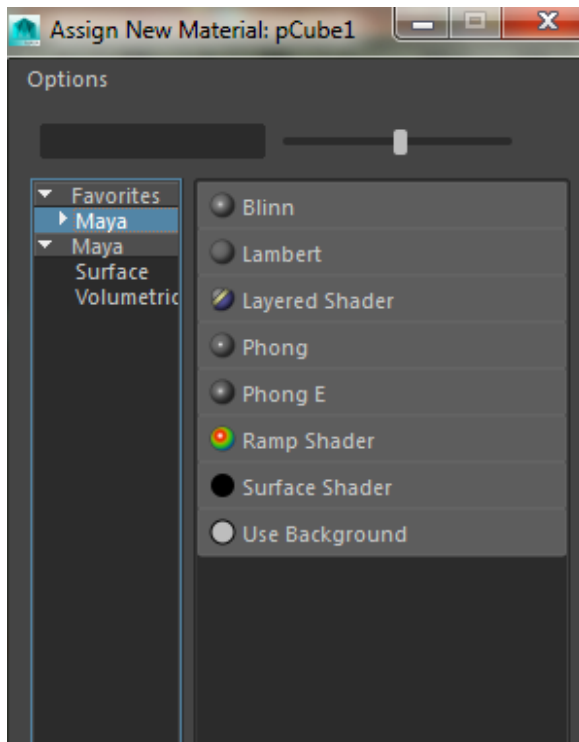 Assign New Material: pCube1
Options
Favorites
Maya
Maya
Surface
Volumetric
Blinn
Lambert
Layered Shader
Phong
Phong E
Ramp Shader
Surface Shader
Use Background